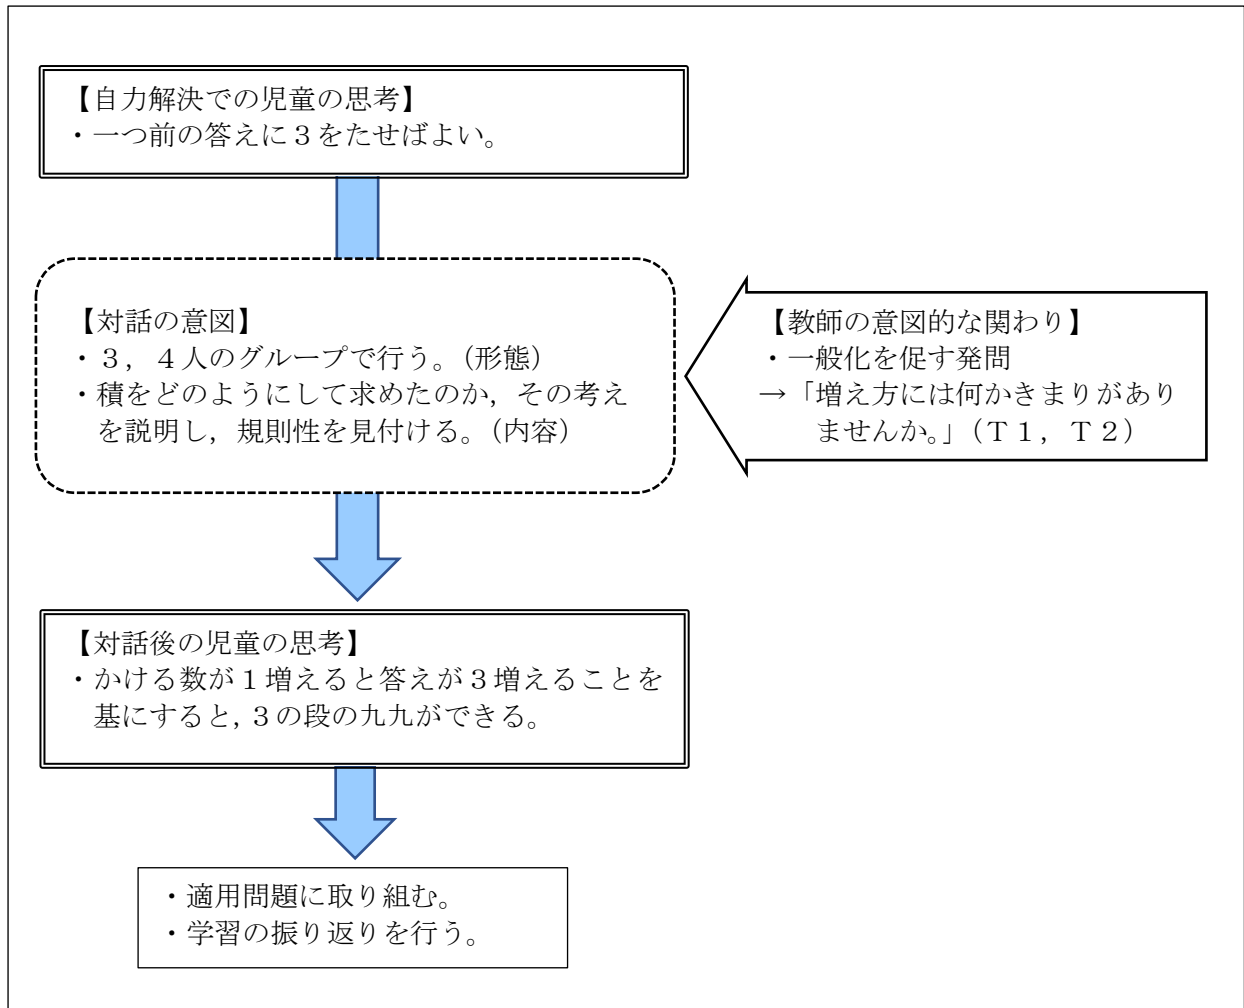 【自力解決での児童の思考】
・一つ前の答えに３をたせばよい。
【対話の意図】
・３，４人のグループで行う。（形態）
・積をどのようにして求めたのか，その考え
を説明し，規則性を見付ける。（内容）
【教師の意図的な関わり】
・一般化を促す発問
→「増え方には何かきまりがあり
ませんか。」（Ｔ１，Ｔ２）
【対話後の児童の思考】
・かける数が１増えると答えが３増えることを
基にすると，３の段の九九ができる。
・適用問題に取り組む。
・学習の振り返りを行う。